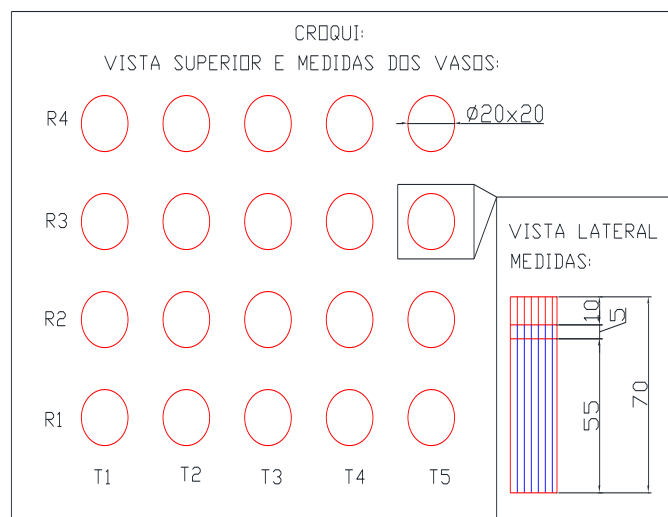 CROQUI:
VISTA SUPERIOR E MEDIDAS DOS VASOS:
R4
Ø20x20
R3
VISTA LATERAL
MEDIDAS:
10
5
R2
55
70
R1
T1 T2 T3 T4 T5